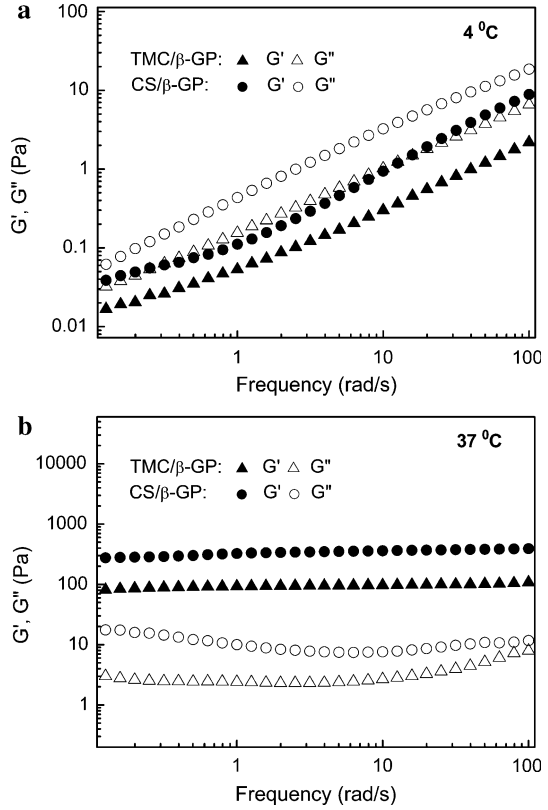 a
4 ⁰C
TMC/β-GP: ▲ G' △ G"
CS/β-GP: ● G' ○ G"
G', G" (Pa)
100
10
1
0.1
0.01
1 10 100
Frequency (rad/s)
b
37 ⁰C
TMC/β-GP: ▲ G' △ G"
CS/β-GP: ● G' ○ G"
G', G" (Pa)
10000
1000
100
10
1
1 10 100
Frequency (rad/s)